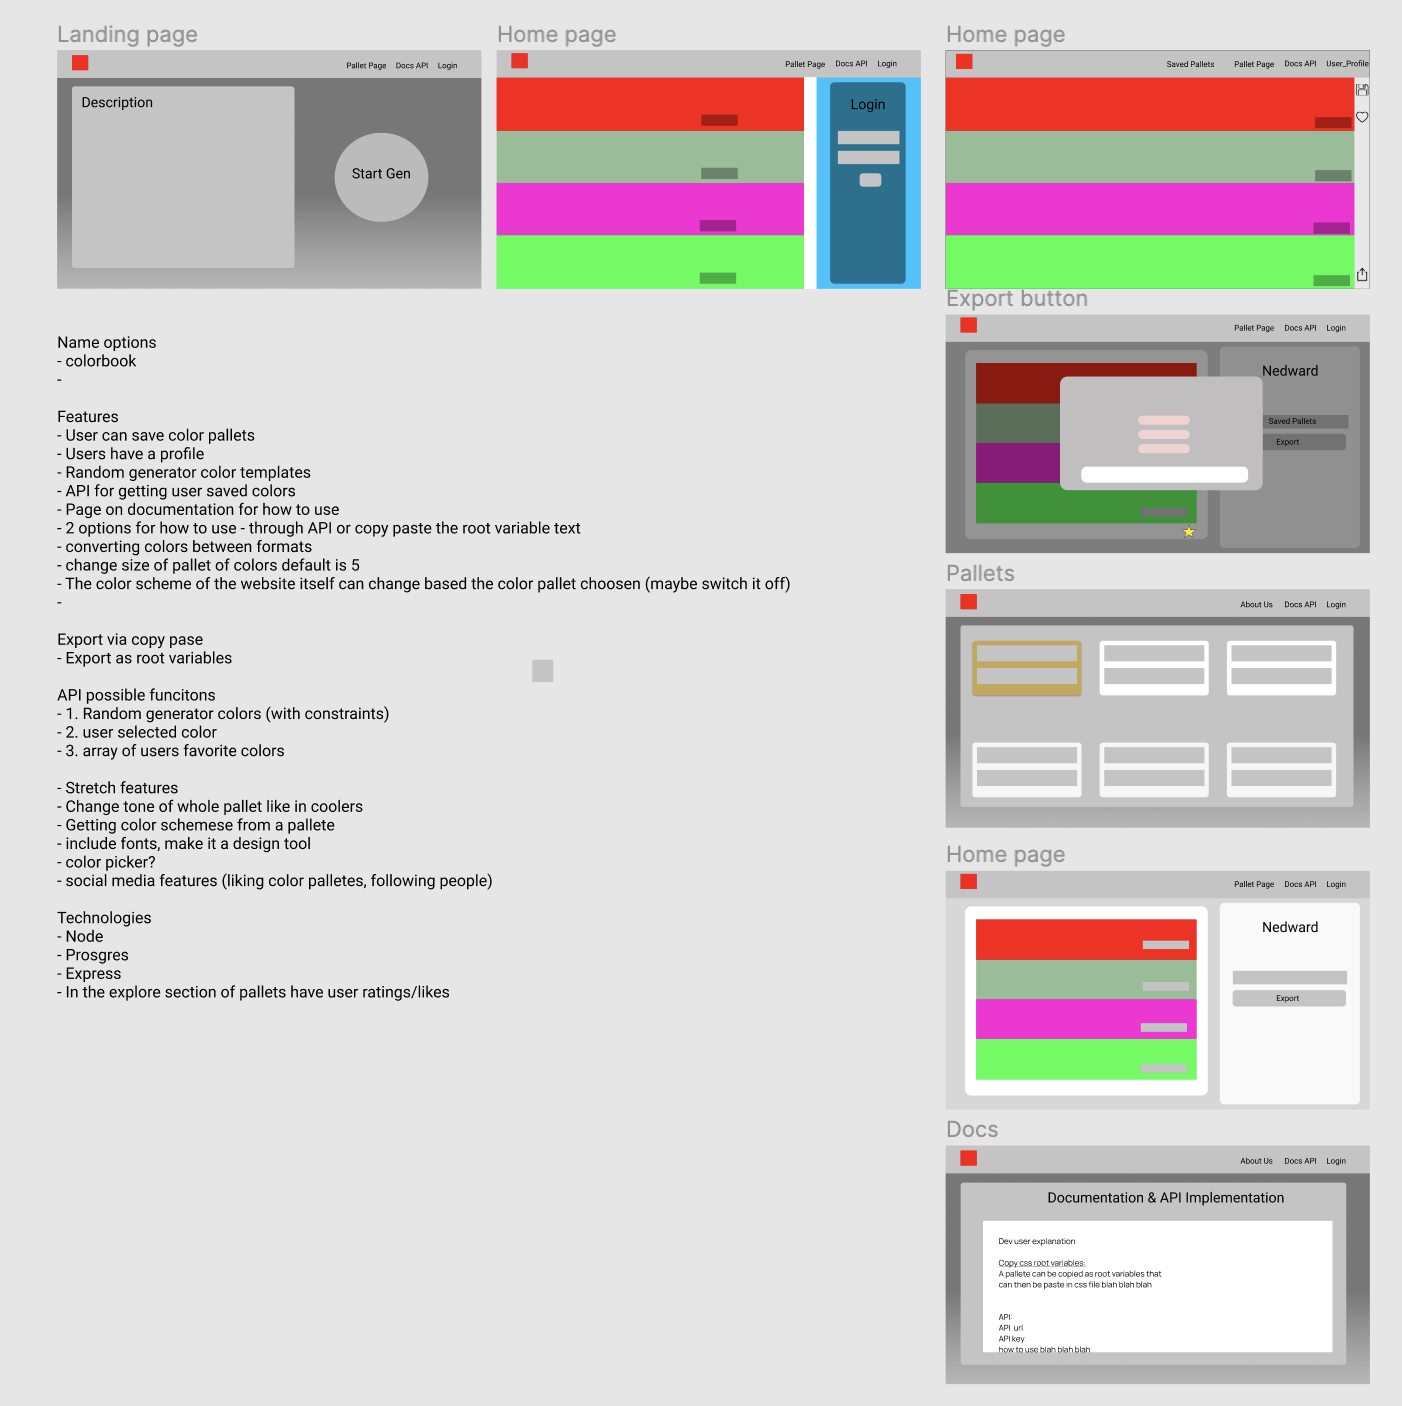 Landing page
Pallet Page Docs API Login
Description
Start Gen
Home page
Pallet Page Docs API Login
Login
Home page
Saved Pallets Pallet Page Docs API User_Profile
Name options
- colorbook
-
Features
- User can save color pallets
- Users have a profile
- Random generator color templates
- API for getting user saved colors
- Page on documentation for how to use
- 2 options for how to use - through API or copy paste the root variable text
- converting colors between formats
- change size of pallet of colors default is 5
- The color scheme of the website itself can change based the color pallet choosen (maybe switch it off)
-
Export via copy pase
- Export as root variables
API possible funcitons
- 1. Random generator colors (with constraints)
- 2. user selected color
- 3. array of users favorite colors
- Stretch features
- Change tone of whole pallet like in coolers
- Getting color schemese from a pallete
- include fonts, make it a design tool
- color picker?
- social media features (liking color palletes, following people)
Technologies
- Node
- Prosgres
- Express
- In the explore section of pallets have user ratings/likes
Export button
Pallet Page Docs API Login
Nedward
Saved Pallets
Export
Pallets
About Us Docs API Login
Home page
Pallet Page Docs API Login
Nedward
Export
Docs
About Us Docs API Login
Documentation & API Implementation
Dev user explanation
Copy css root variables:
A pallete can be copied as root variables that
can then be paste in css file blah blah blah
API:
API url
API key
how to use blah blah blah